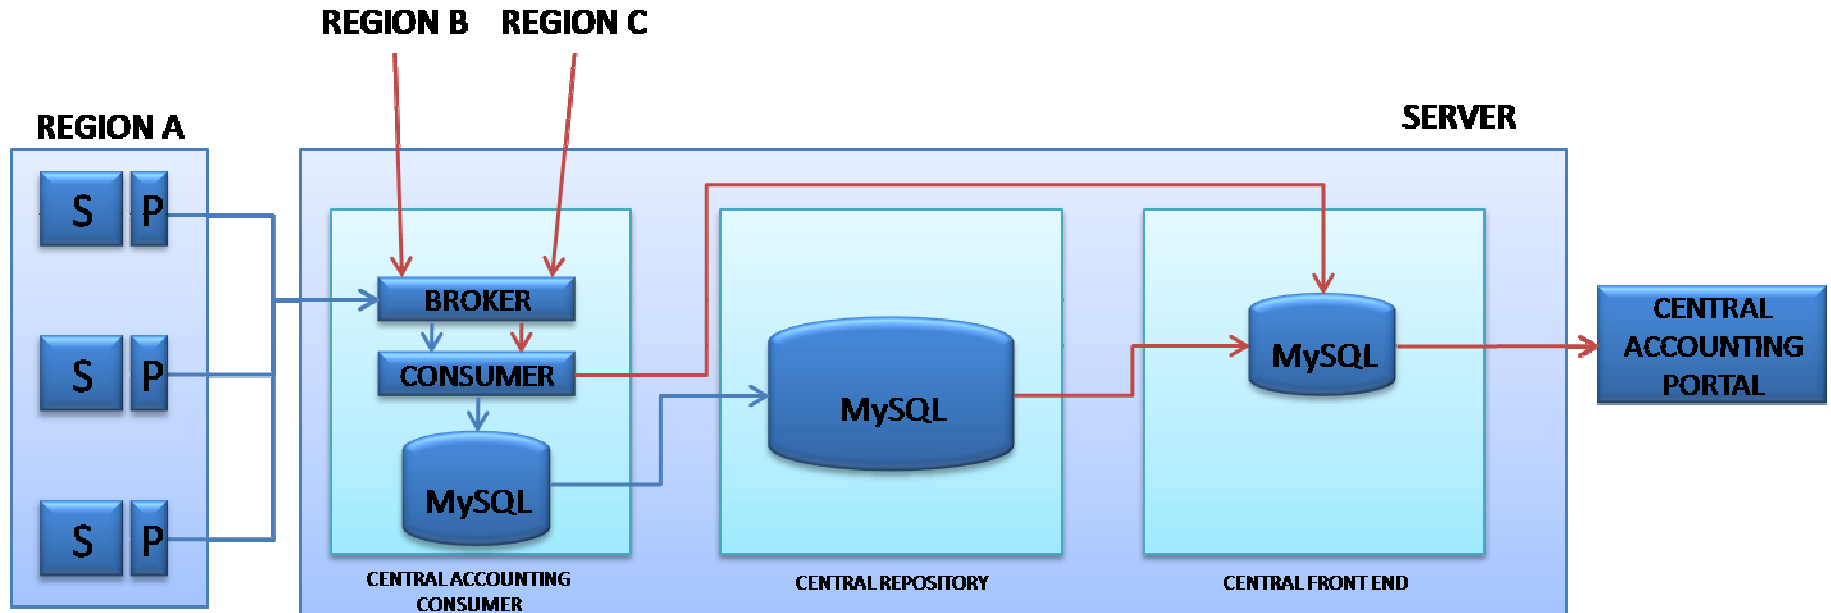 REGION B
REGION C
REGION A
SERVER
S
P
S
P
S
P
BROKER
CONSUMER
MySQL
CENTRAL ACCOUNTING
CONSUMER
MySQL
CENTRAL REPOSITORY
MySQL
CENTRAL FRONT END
CENTRAL
ACCOUNTING
PORTAL